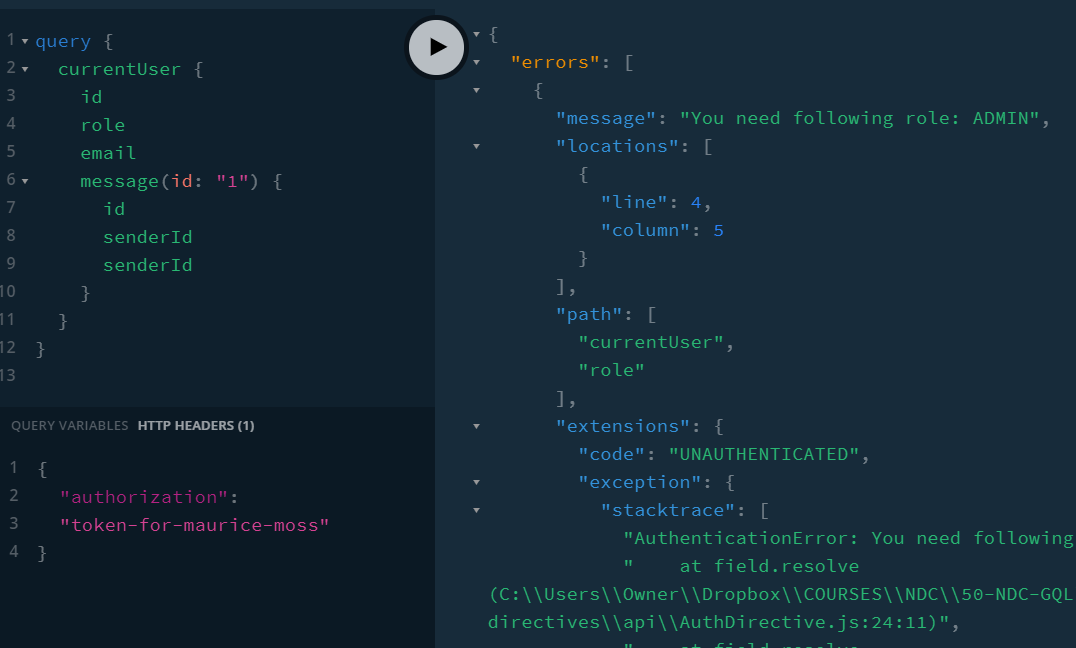 1 query {
2 currentUser {
3 id
4 role
5 email
6 message(id: "1") {
7 id
8 senderId
9 senderId
10 }
11 }
12 }
13
QUERY VARIABLES HTTP HEADERS (1)
1 {
2 "authorization":
3 "token-for-maurice-moss"
4 }
{
"errors": [
{
"message": "You need following role: ADMIN",
"locations": [
{
"line": 4,
"column": 5
}
],
"path": [
"currentUser",
"role"
],
"extensions": {
"code": "UNAUTHENTICATED",
"exception": {
"stacktrace": [
"AuthenticationError: You need following
"    at field.resolve
(C:\\Users\\Owner\\Dropbox\\COURSES\\NDC\\50-NDC-GQL
directives\\api\\AuthDirective.js:24:11)",
"    at field.resolve